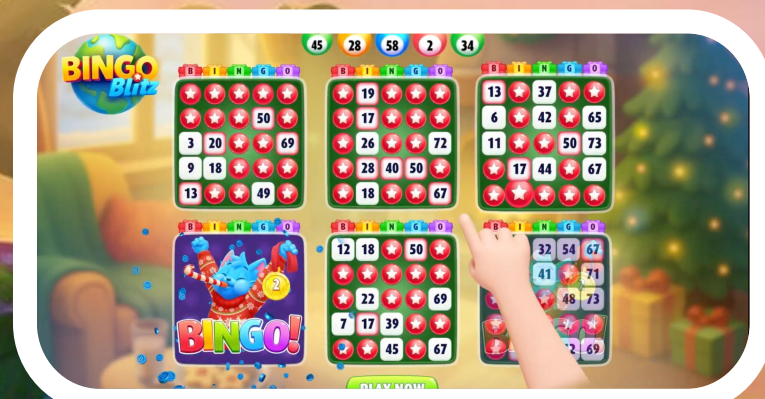 BINGO
Blitz
45 28 58 2 34
B I N G O
50
3 20 69
9 18
13 49
B I N G O
19
17
26 72
28 40 50
18 67
B I N G O
13 37
6 42 65
11 50 73
17 44 67
B I N G O
2
BINGO!
B I N G O
12 18 50
22 69
7 17 39
45 67
B I N G O
54 67
41 71
48 73
69
PLAY NOW